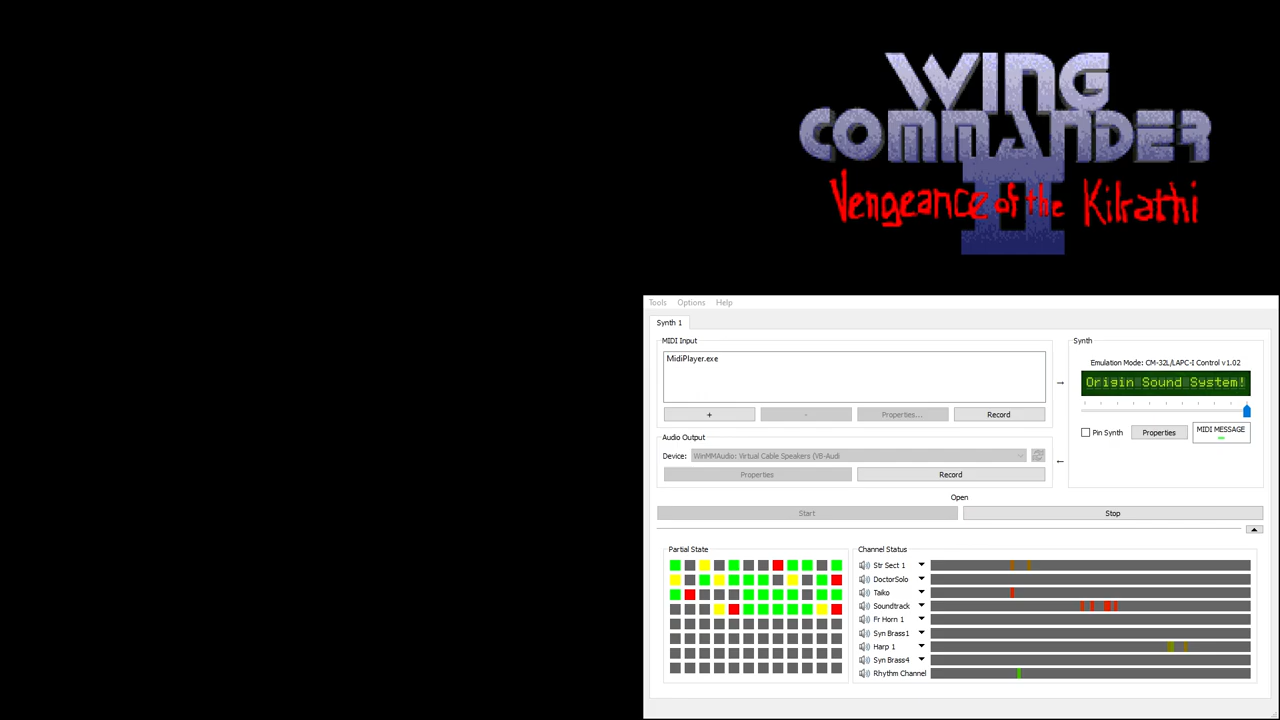 WING
COMMANDER
II
Vengeance of the Kilrathi
Tools Options Help
Synth 1
MIDI Input
MidiPlayer.exe
+ - Properties... Record
Synth
Emulation Mode: CM-32L/LAPC-I Control v1.02
Origin Sound System!
Pin Synth Properties MIDI MESSAGE
Audio Output
Device: WinMMAudio: Virtual Cable Speakers (VB-Audi
Properties Record
Open
Start Stop
Partial State
Channel Status
Str Sect 1
DoctorSolo
Taiko
Soundtrack
Fr Horn 1
Syn Brass1
Harp 1
Syn Brass4
Rhythm Channel